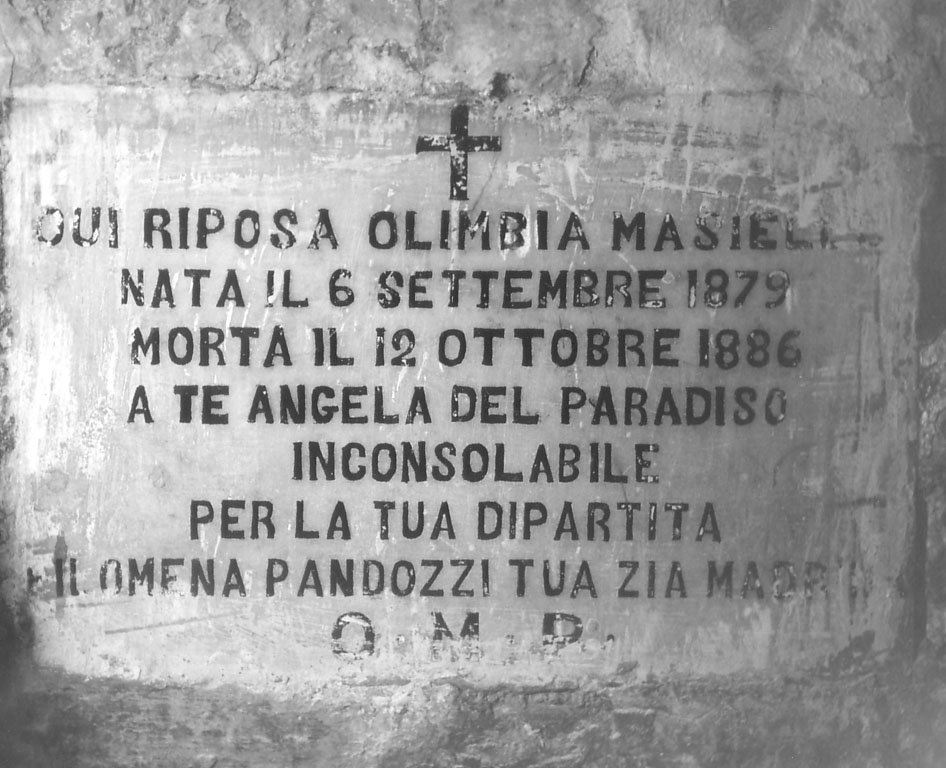 QUI RIPOSA OLIMBIA
NATA IL 6 SETTEMBRE 1879
MORTA IL 12 OTTOBRE 1886
A TE ANGELA DEL PARADISO
INCONSOLABILE
PER LA TUA DIPARTITA
FILOMENA PANDOZZI TUA ZIA
O. M. P.